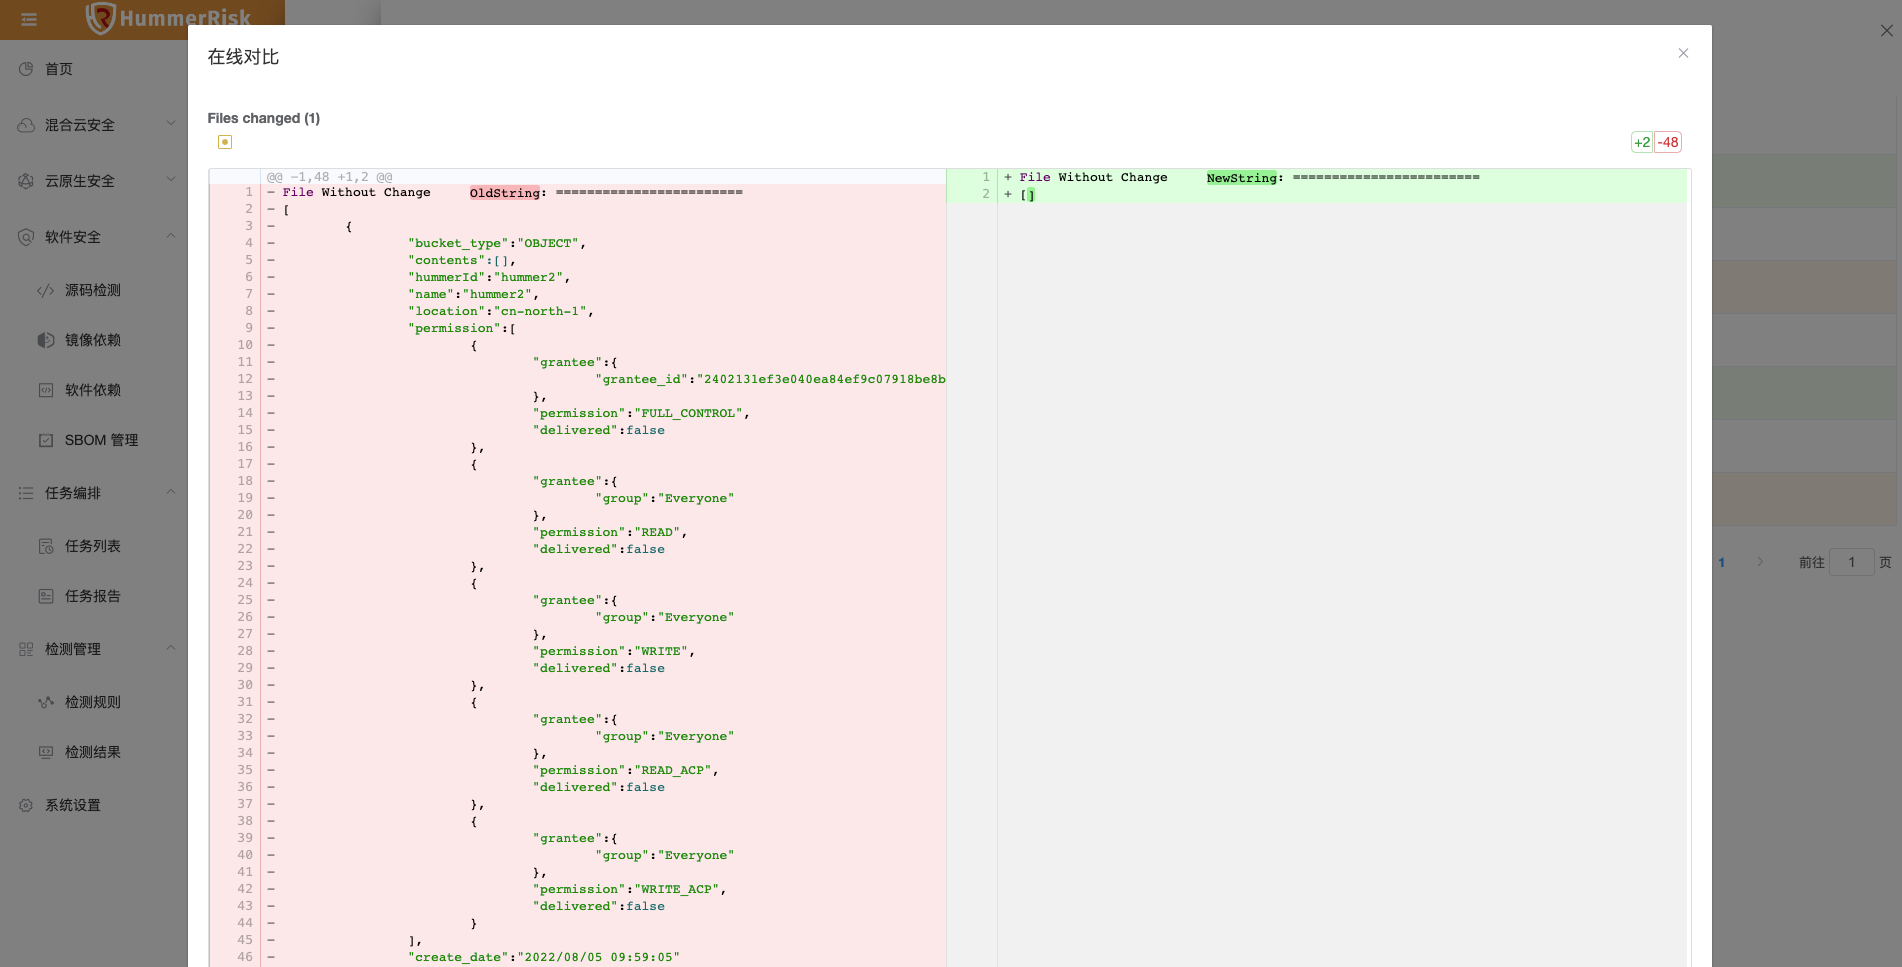 HummerRisk
首页
混合云安全
云原生安全
软件安全
源码检测
镜像依赖
软件依赖
SBOM 管理
任务编排
任务列表
任务报告
检测管理
检测规则
检测结果
系统设置
在线对比
Files changed (1)
+2 -48
@@ -1,48 +1,2 @@
1 - File Without Change OldString: ========================
2 - [
3 - {
4 - "bucket_type":"OBJECT",
5 - "contents":[],
6 - "hummerId":"hummer2",
7 - "name":"hummer2",
8 - "location":"cn-north-1",
9 - "permission":[
10 - {
11 - "grantee":{
12 - "grantee_id":"2402131ef3e040ea84ef9c07918be8b
13 - },
14 - "permission":"FULL_CONTROL",
15 - "delivered":false
16 - },
17 - {
18 - "grantee":{
19 - "group":"Everyone"
20 - },
21 - "permission":"READ",
22 - "delivered":false
23 - },
24 - {
25 - "grantee":{
26 - "group":"Everyone"
27 - },
28 - "permission":"WRITE",
29 - "delivered":false
30 - },
31 - {
32 - "grantee":{
33 - "group":"Everyone"
34 - },
35 - "permission":"READ_ACP",
36 - "delivered":false
37 - },
38 - {
39 - "grantee":{
40 - "group":"Everyone"
41 - },
42 - "permission":"WRITE_ACP",
43 - "delivered":false
44 - }
45 - ],
46 - "create_date":"2022/08/05 09:59:05"
1 + File Without Change NewString: ========================
2 + []
1 前往 1 页